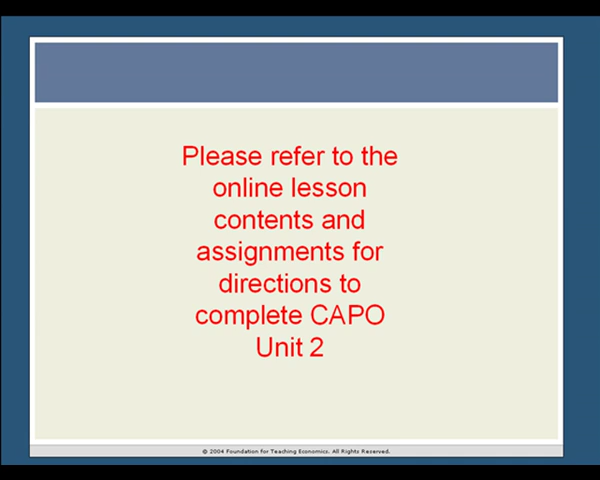 Please refer to the
online lesson
contents and
assignments for
directions to
complete CAPO
Unit 2
© 2004 Foundation for Teaching Economics. All Rights Reserved.